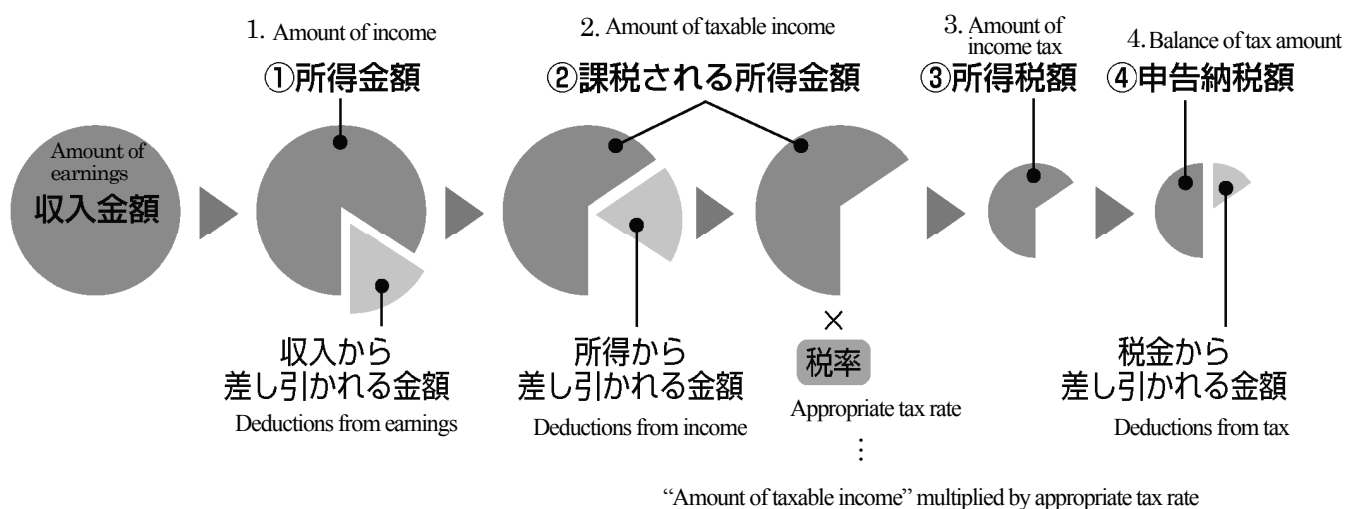 1. Amount of income
①所得金額
2. Amount of taxable income
②課税される所得金額
3. Amount of
income tax
③所得税額
4. Balance of tax amount
④申告納税額
Amount of
earnings
収入金額
収入から
差し引かれる金額
Deductions from earnings
所得から
差し引かれる金額
Deductions from income
×
税率
Appropriate tax rate
⋮
“Amount of taxable income” multiplied by appropriate tax rate
税金から
差し引かれる金額
Deductions from tax